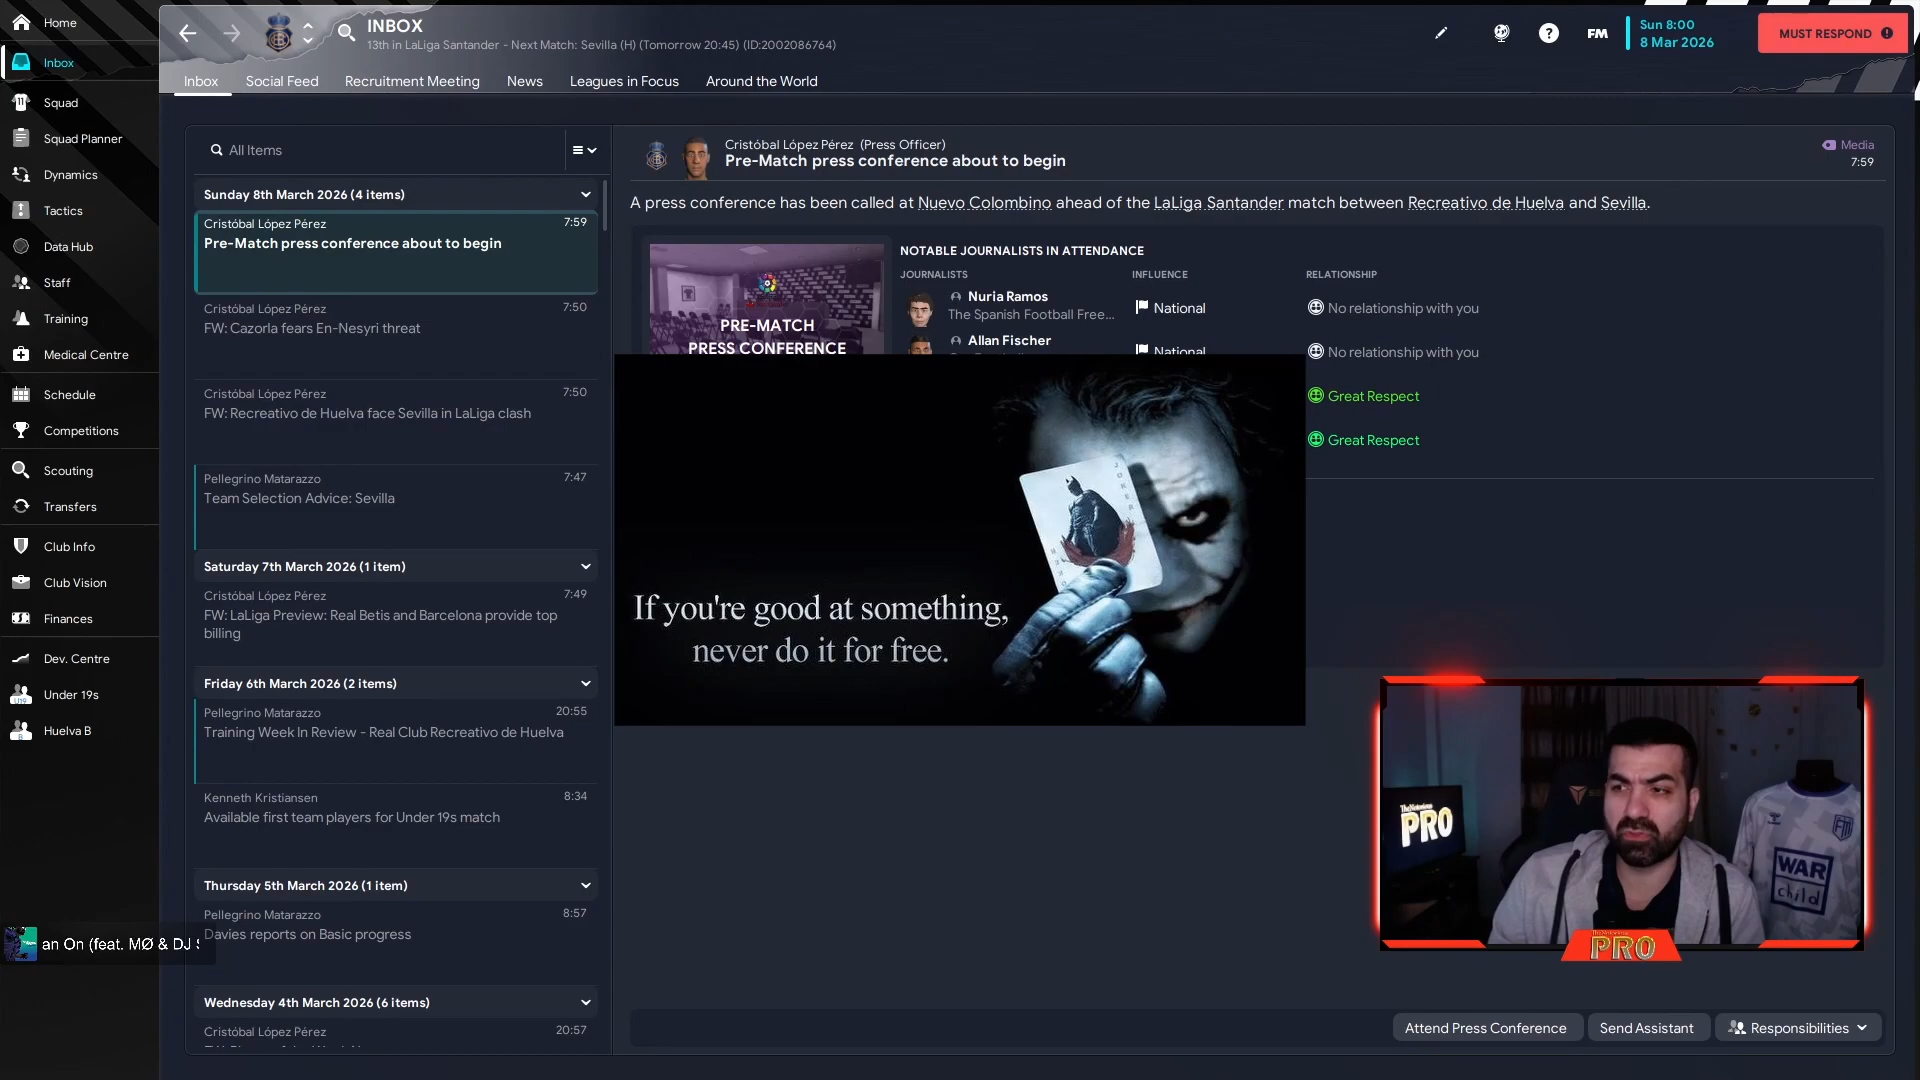 Home
Inbox
Squad
Squad Planner
Dynamics
Tactics
Data Hub
Staff
Training
Medical Centre
Schedule
Competitions
Scouting
Transfers
Club Info
Club Vision
Finances
Dev. Centre
Under 19s
Huelva B
an On (feat. MØ & DJ
INBOX
13th in LaLiga Santander - Next Match: Sevilla (H) (Tomorrow 20:45) (ID:2002086764)
FM
Sun 8:00
8 Mar 2026
MUST RESPOND
Inbox
Social Feed
Recruitment Meeting
News
Leagues in Focus
Around the World
All Items
Sunday 8th March 2026 (4 items)
Cristóbal López Pérez 7:59
Pre-Match press conference about to begin
Cristóbal López Pérez 7:50
FW: Cazorla fears En-Nesyri threat
Cristóbal López Pérez 7:50
FW: Recreativo de Huelva face Sevilla in LaLiga clash
Pellegrino Matarazzo 7:47
Team Selection Advice: Sevilla
Saturday 7th March 2026 (1 item)
Cristóbal López Pérez 7:49
FW: LaLiga Preview: Real Betis and Barcelona provide top
billing
Friday 6th March 2026 (2 items)
Pellegrino Matarazzo 20:55
Training Week In Review - Real Club Recreativo de Huelva
Kenneth Kristiansen 8:34
Available first team players for Under 19s match
Thursday 5th March 2026 (1 item)
Pellegrino Matarazzo 8:57
Davies reports on Basic progress
Wednesday 4th March 2026 (6 items)
Cristóbal López Pérez 20:57
Cristóbal López Pérez (Press Officer)
Pre-Match press conference about to begin
Media
7:59
A press conference has been called at Nuevo Colombino ahead of the LaLiga Santander match between Recreativo de Huelva and Sevilla.
PRE-MATCH
PRESS CONFERENCE
NOTABLE JOURNALISTS IN ATTENDANCE
JOURNALISTS INFLUENCE RELATIONSHIP
Nuria Ramos
The Spanish Football Free...
National
No relationship with you
Allan Fischer
National
No relationship with you
Great Respect
Great Respect
JOKER
If you're good at something,
never do it for free.
TheNotorious
PRO
WAR
child
TheNotorious
PRO
Attend Press Conference
Send Assistant
Responsibilities